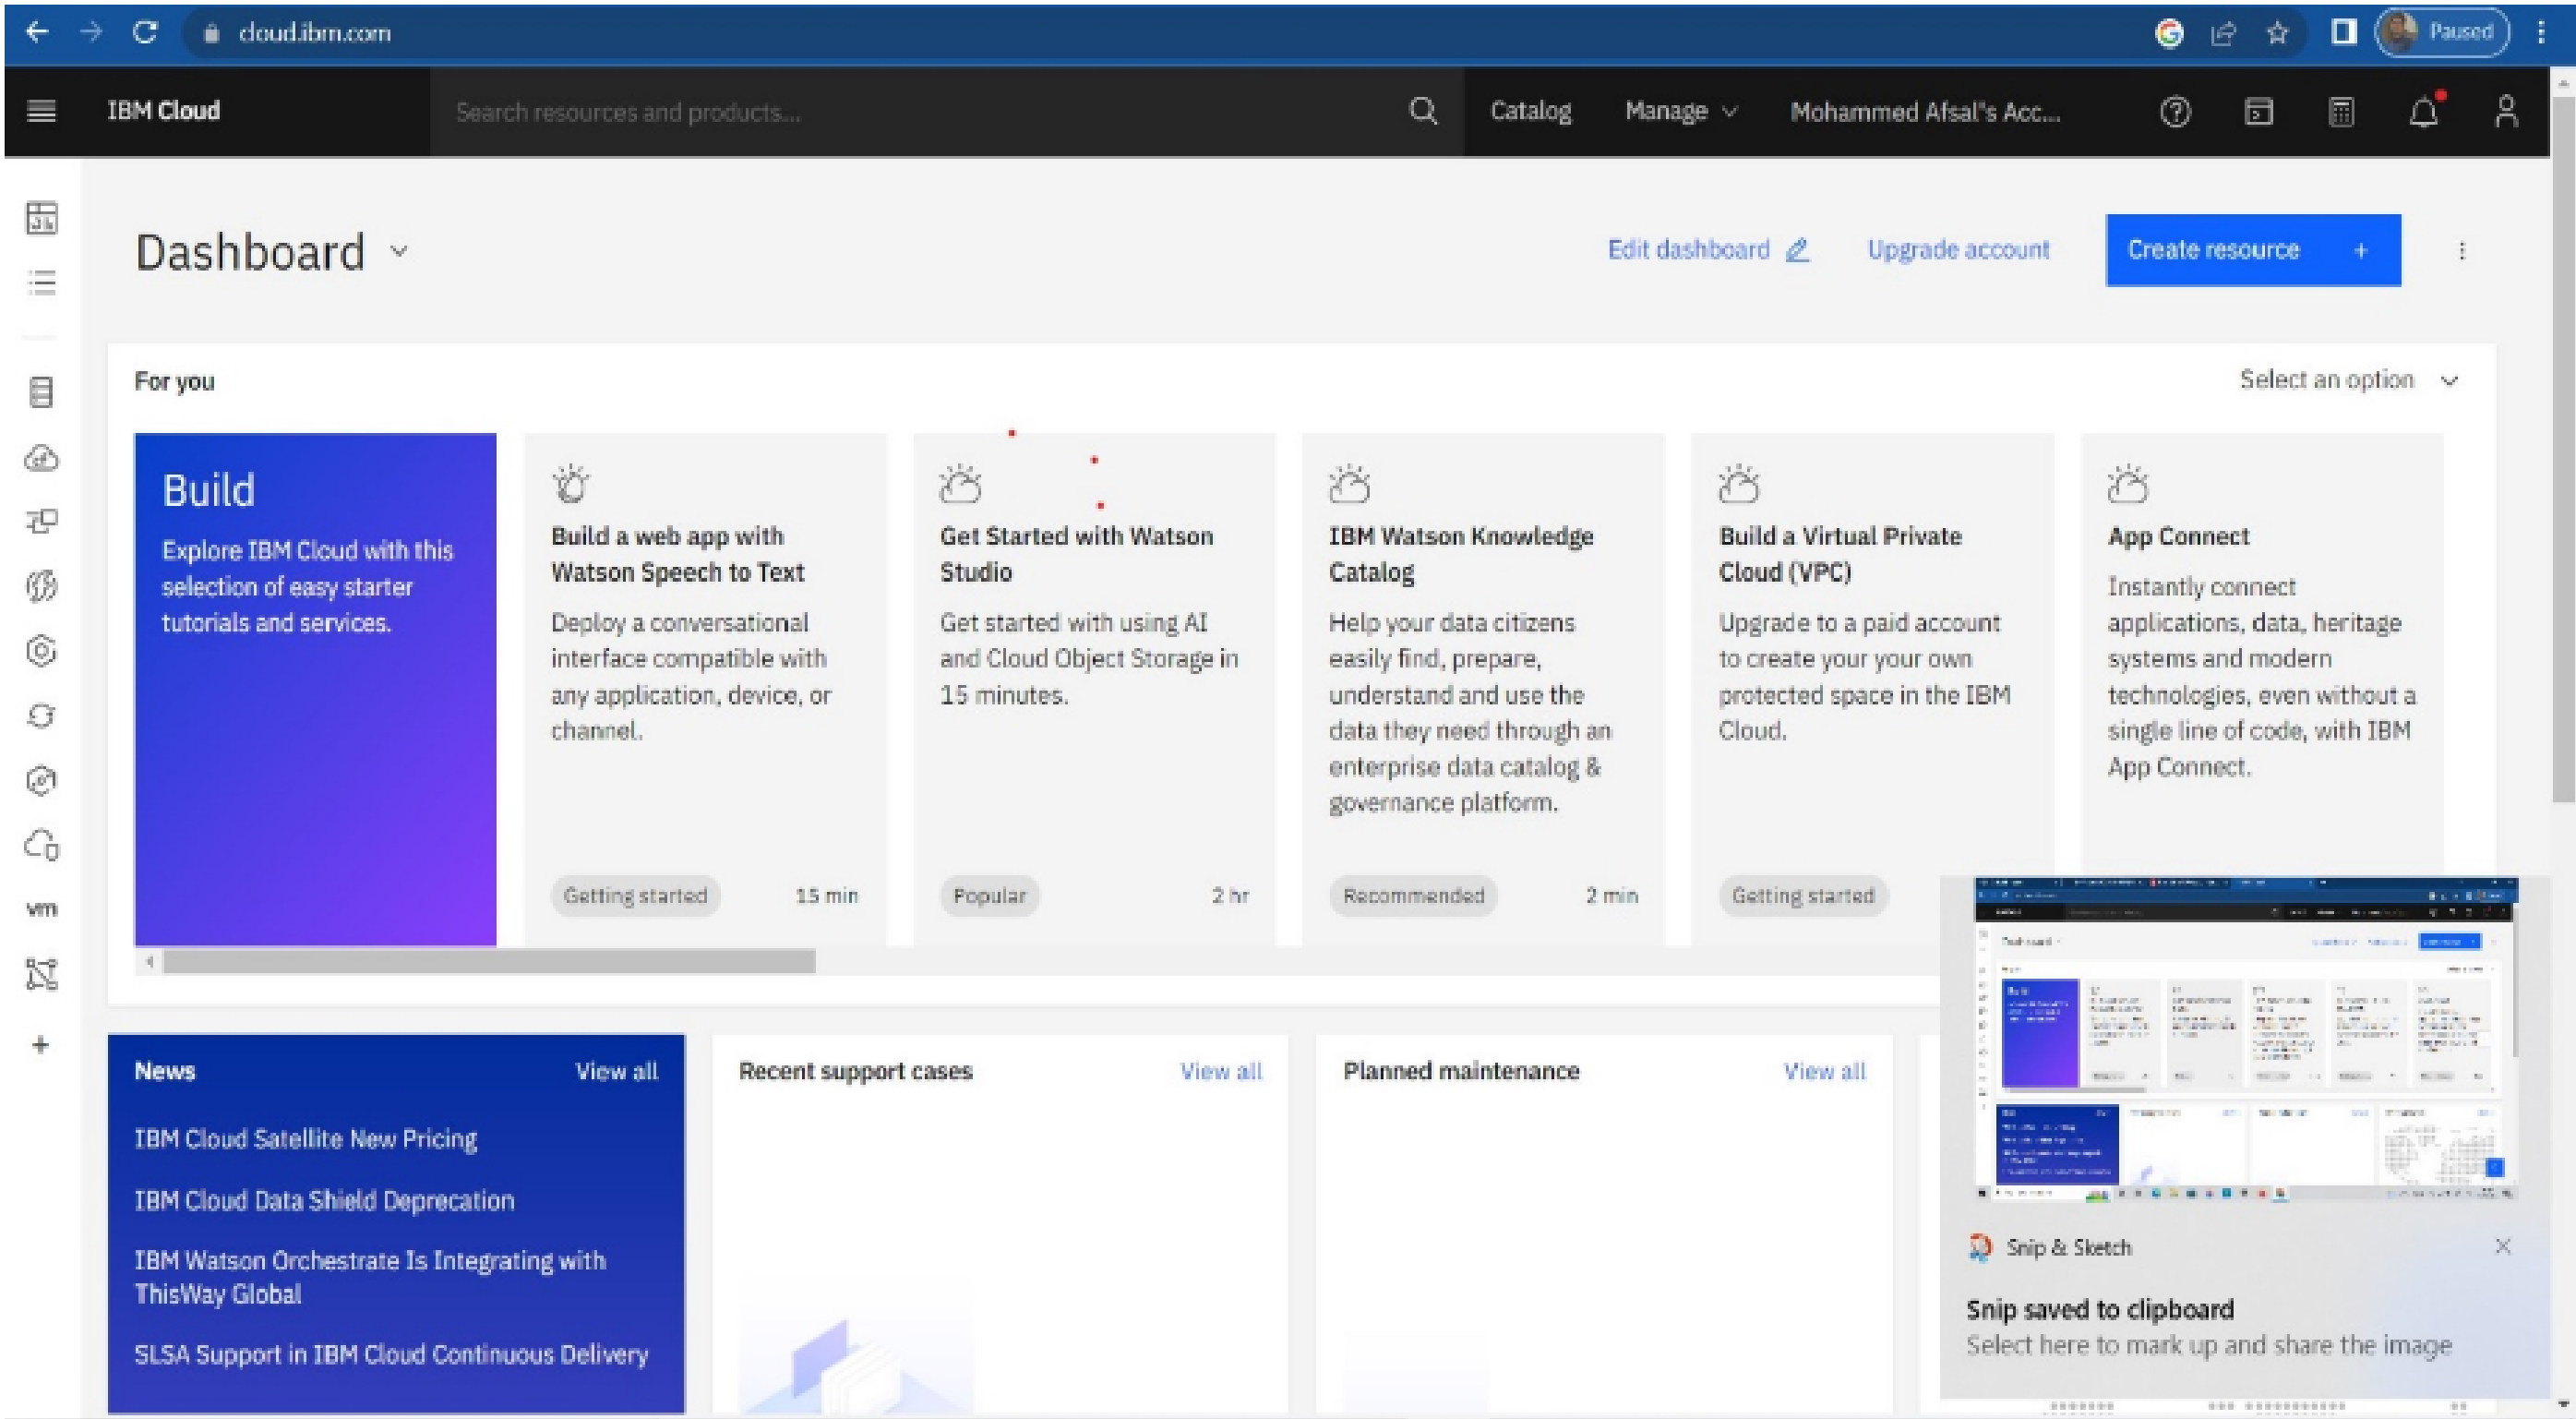 cloud.ibm.com
Paused
IBM Cloud
Search resources and products...
Catalog
Manage
Mohammed Afsal"s Acc...
Dashboard
Edit dashboard
Upgrade account
Create resource +
For you
Select an option
Build
Explore IBM Cloud with this
selection of easy starter
tutorials and services.
Build a web app with
Watson Speech to Text
Deploy a conversational
interface compatible with
any application, device, or
channel.
Getting started
15 min
Get Started with Watson
Studio
Get started with using AI
and Cloud Object Storage in
15 minutes.
Popular
2 hr
IBM Watson Knowledge
Catalog
Help your data citizens
easily find, prepare,
understand and use the
data they need through an
enterprise data catalog &
governance platform.
Recommended
2 min
Build a Virtual Private
Cloud (VPC)
Upgrade to a paid account
to create your your own
protected space in the IBM
Cloud.
Getting started
App Connect
Instantly connect
applications, data, heritage
systems and modern
technologies, even without a
single line of code, with IBM
App Connect.
vm
News
View all
IBM Cloud Satellite New Pricing
IBM Cloud Data Shield Deprecation
IBM Watson Orchestrate Is Integrating with
ThisWay Global
SLSA Support in IBM Cloud Continuous Delivery
Recent support cases
View all
Planned maintenance
View all
Dashboard
Build
Snip & Sketch
Snip saved to clipboard
Select here to mark up and share the image